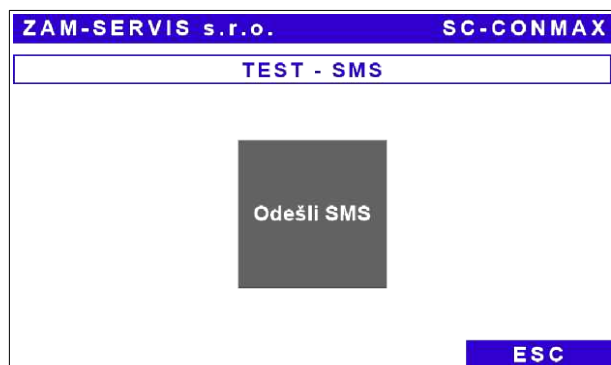 ZAM-SERVIS s.r.o. SC-CONMAX
TEST - SMS
Odešli SMS
ESC